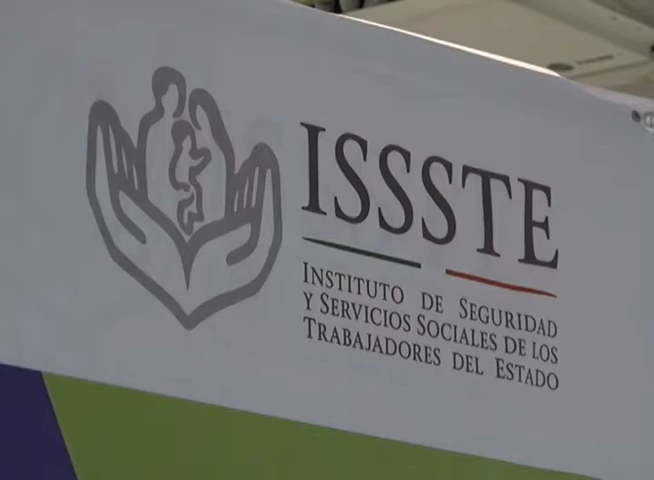 ISSSTE
INSTITUTO DE SEGURIDAD
Y SERVICIOS SOCIALES DE LOS
TRABAJADORES DEL ESTADO